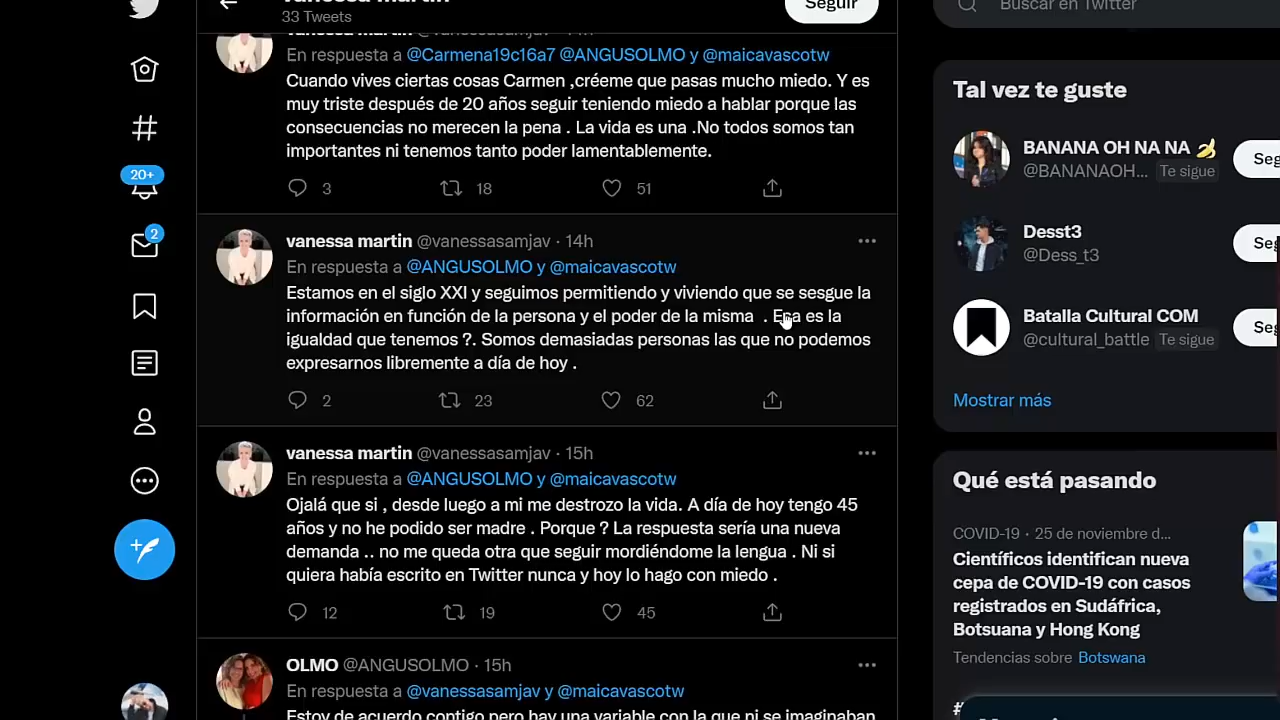 vanessa martin
33 Tweets
Seguir
Buscar en Twitter
vanessa martin
En respuesta a @Carmena19c16a7 @ANGUSOLMO y @maicavascotw
Cuando vives ciertas cosas Carmen ,créeme que pasas mucho miedo. Y es
muy triste después de 20 años seguir teniendo miedo a hablar porque las
consecuencias no merecen la pena . La vida es una .No todos somos tan
importantes ni tenemos tanto poder lamentablemente.
3 18 51
20+
2
vanessa martin @vanessasamjav · 14h
En respuesta a @ANGUSOLMO y @maicavascotw
Estamos en el siglo XXI y seguimos permitiendo y viviendo que se sesgue la
información en función de la persona y el poder de la misma . Esa es la
igualdad que tenemos ?. Somos demasiadas personas las que no podemos
expresarnos libremente a día de hoy .
2 23 62
vanessa martin @vanessasamjav · 15h
En respuesta a @ANGUSOLMO y @maicavascotw
Ojalá que si , desde luego a mi me destrozo la vida. A día de hoy tengo 45
años y no he podido ser madre . Porque ? La respuesta sería una nueva
demanda .. no me queda otra que seguir mordiéndome la lengua . Ni si
quiera había escrito en Twitter nunca y hoy lo hago con miedo .
12 19 45
OLMO @ANGUSOLMO · 15h
En respuesta a @vanessasamjav y @maicavascotw
Estoy de acuerdo contigo pero hay una variable con la que ni se imaginaban
Tal vez te guste
BANANA OH NA NA 🍌
@BANANAOH... Te sigue
Seg
Desst3
@Dess_t3
Seg
Batalla Cultural COM
@cultural_battle Te sigue
Seg
Mostrar más
Qué está pasando
COVID-19 · 25 de noviembre d...
Científicos identifican nueva
cepa de COVID-19 con casos
registrados en Sudáfrica,
Botsuana y Hong Kong
Tendencias sobre Botswana
#